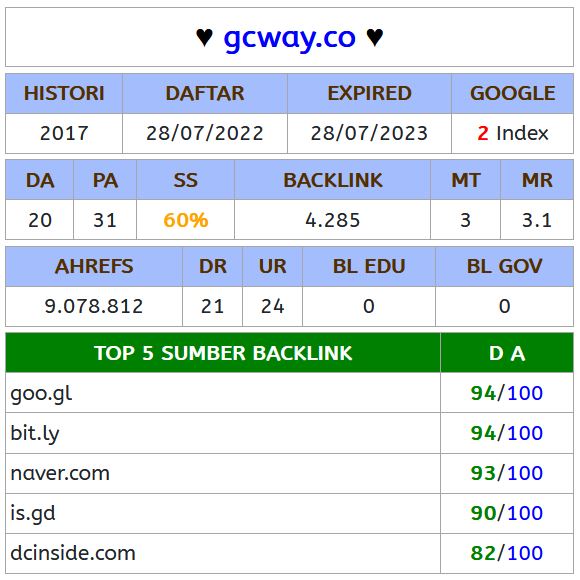 ♥ gcway.co ♥
HISTORI DAFTAR EXPIRED GOOGLE
2017 28/07/2022 28/07/2023 2 Index
DA PA SS BACKLINK MT MR
20 31 60% 4.285 3 3.1
AHREFS DR UR BL EDU BL GOV
9.078.812 21 24 0 0
TOP 5 SUMBER BACKLINK D A
goo.gl 94/100
bit.ly 94/100
naver.com 93/100
is.gd 90/100
dcinside.com 82/100